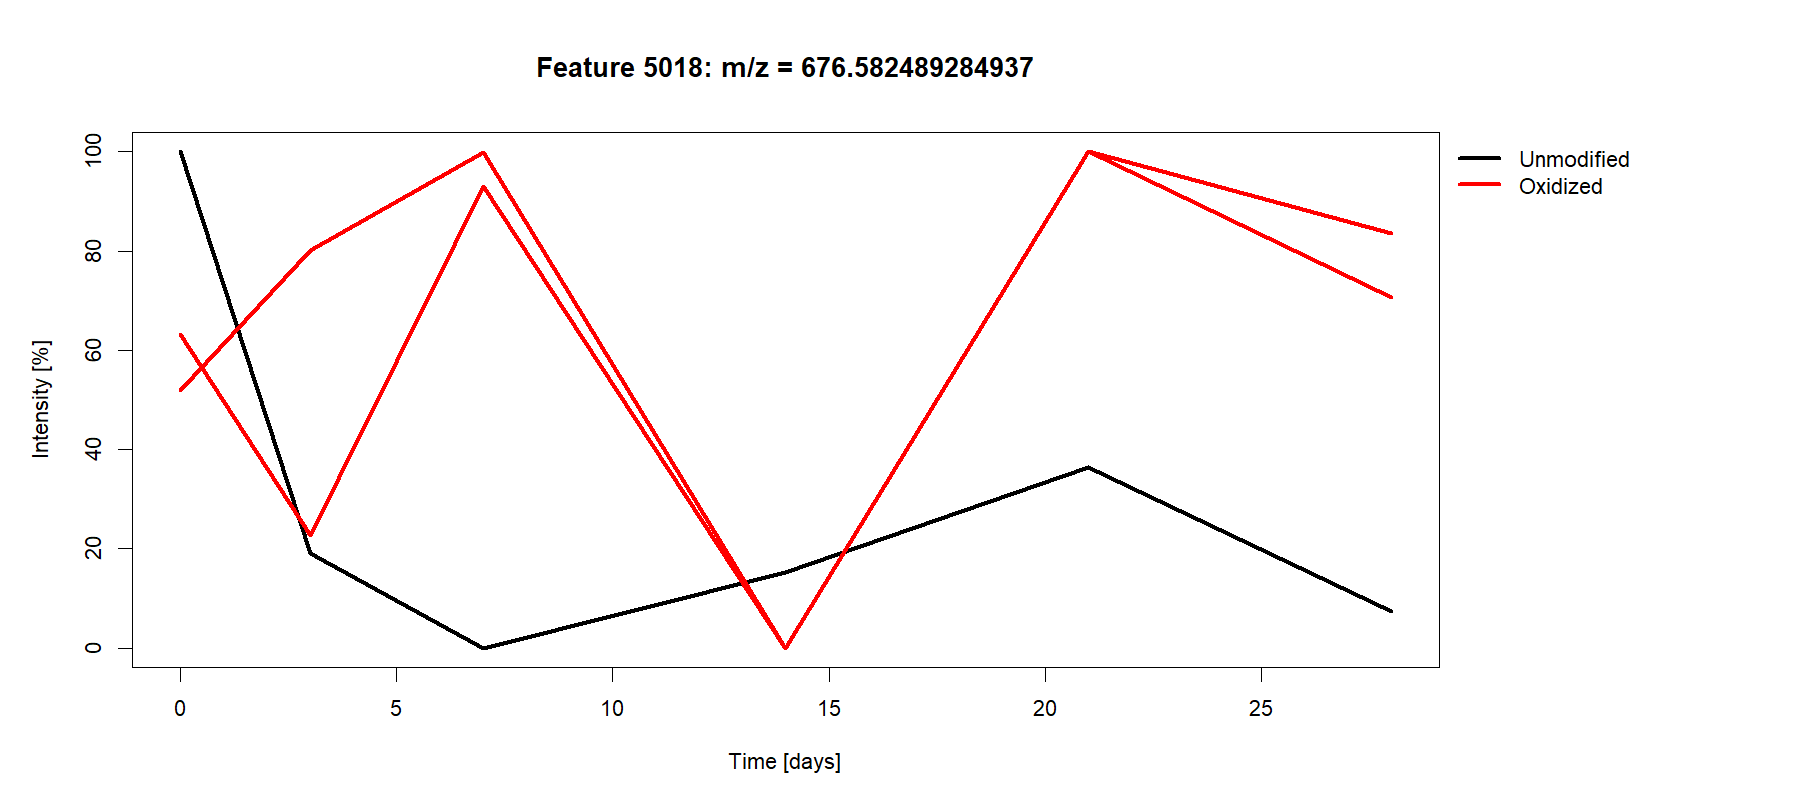 Feature 5018: m/z = 676.582489284937
Unmodified
Oxidized
100
80
60
40
20
0
Intensity [%]
0 5 10 15 20 25
Time [days]